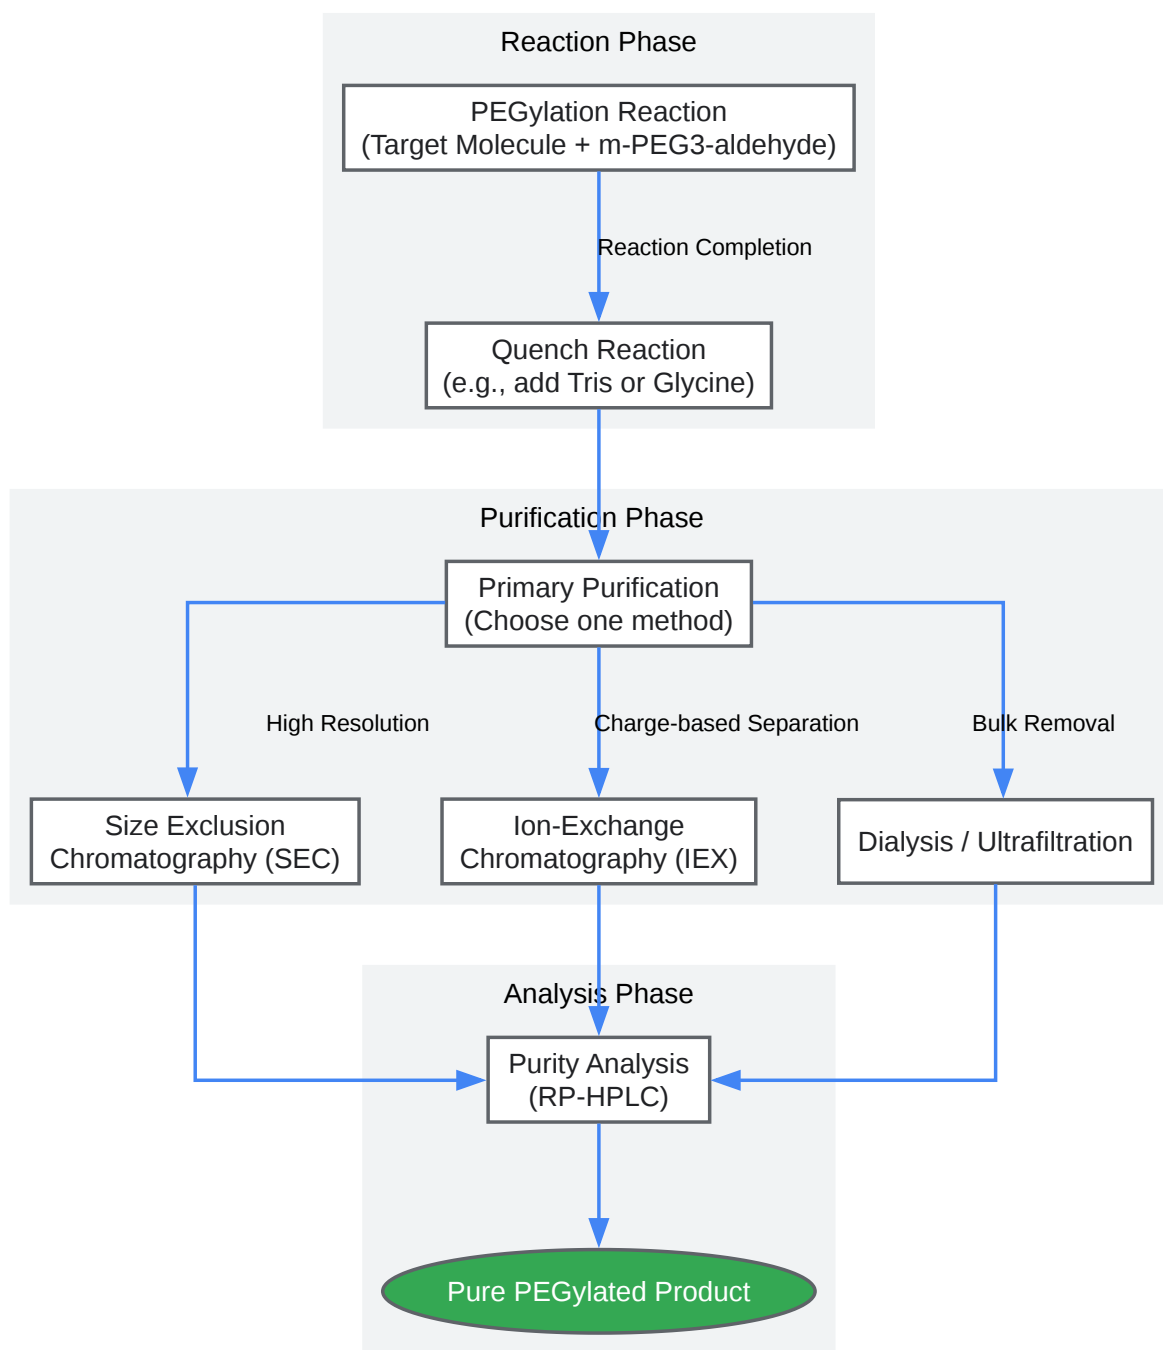 Reaction Phase
PEGylation Reaction
(Target Molecule + m-PEG3-aldehyde)
Reaction Completion
Quench Reaction
(e.g., add Tris or Glycine)
Purification Phase
Primary Purification
(Choose one method)
High Resolution
Charge-based Separation
Bulk Removal
Size Exclusion
Chromatography (SEC)
Ion-Exchange
Chromatography (IEX)
Dialysis / Ultrafiltration
Analysis Phase
Purity Analysis
(RP-HPLC)
Pure PEGylated Product